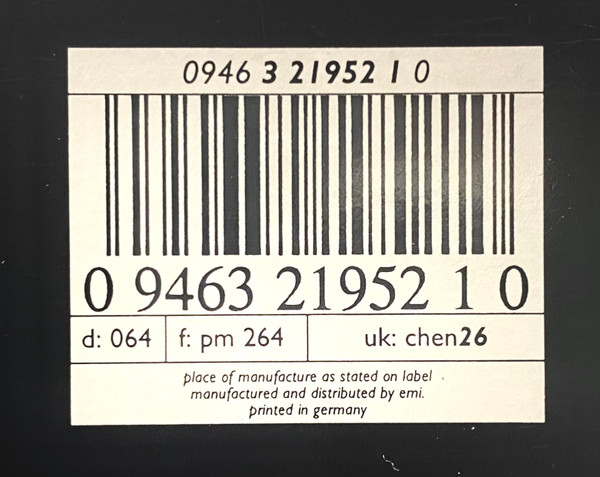 0946 3 21952 1 0
0 9463 21952 1 0
d: 064 f: pm 264 uk: chen26
place of manufacture as stated on label
manufactured and distributed by emi.
printed in germany